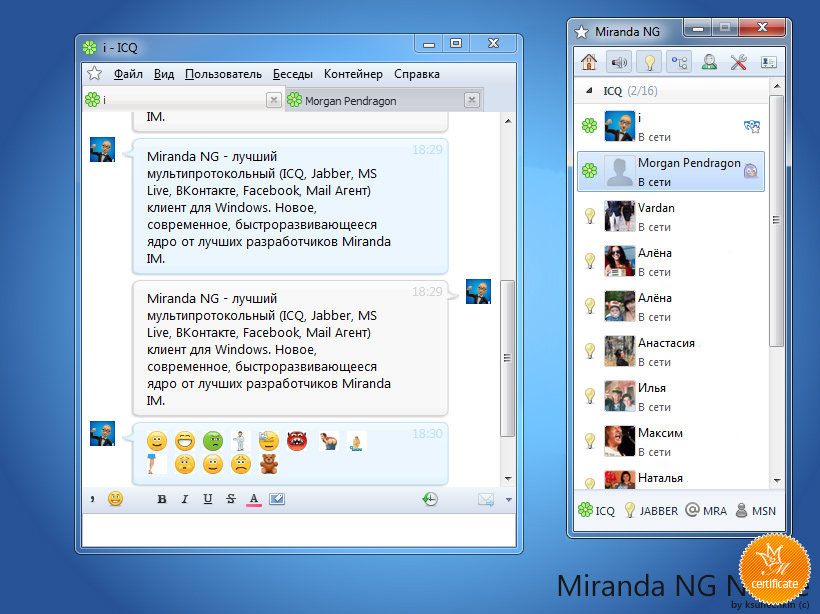 i - ICQ
Файл Вид Пользователь Беседы Контейнер Справка
i
Morgan Pendragon
IM.
18:29
Miranda NG - лучший
мультипротокольный (ICQ, Jabber, MS
Live, ВКонтакте, Facebook, Mail Агент)
клиент для Windows. Новое,
современное, быстроразвивающееся
ядро от лучших разработчиков Miranda
IM.
18:29
Miranda NG - лучший
мультипротокольный (ICQ, Jabber, MS
Live, ВКонтакте, Facebook, Mail Агент)
клиент для Windows. Новое,
современное, быстроразвивающееся
ядро от лучших разработчиков Miranda
IM.
18:30
B I U S A
Miranda NG
ICQ (2/16)
i
В сети
Morgan Pendragon
В сети
Vardan
В сети
Алёна
В сети
Алёна
В сети
Анастасия
В сети
Илья
В сети
Максим
В сети
Наталья
ICQ JABBER MRA MSN
Miranda NG
certificate
by (c)